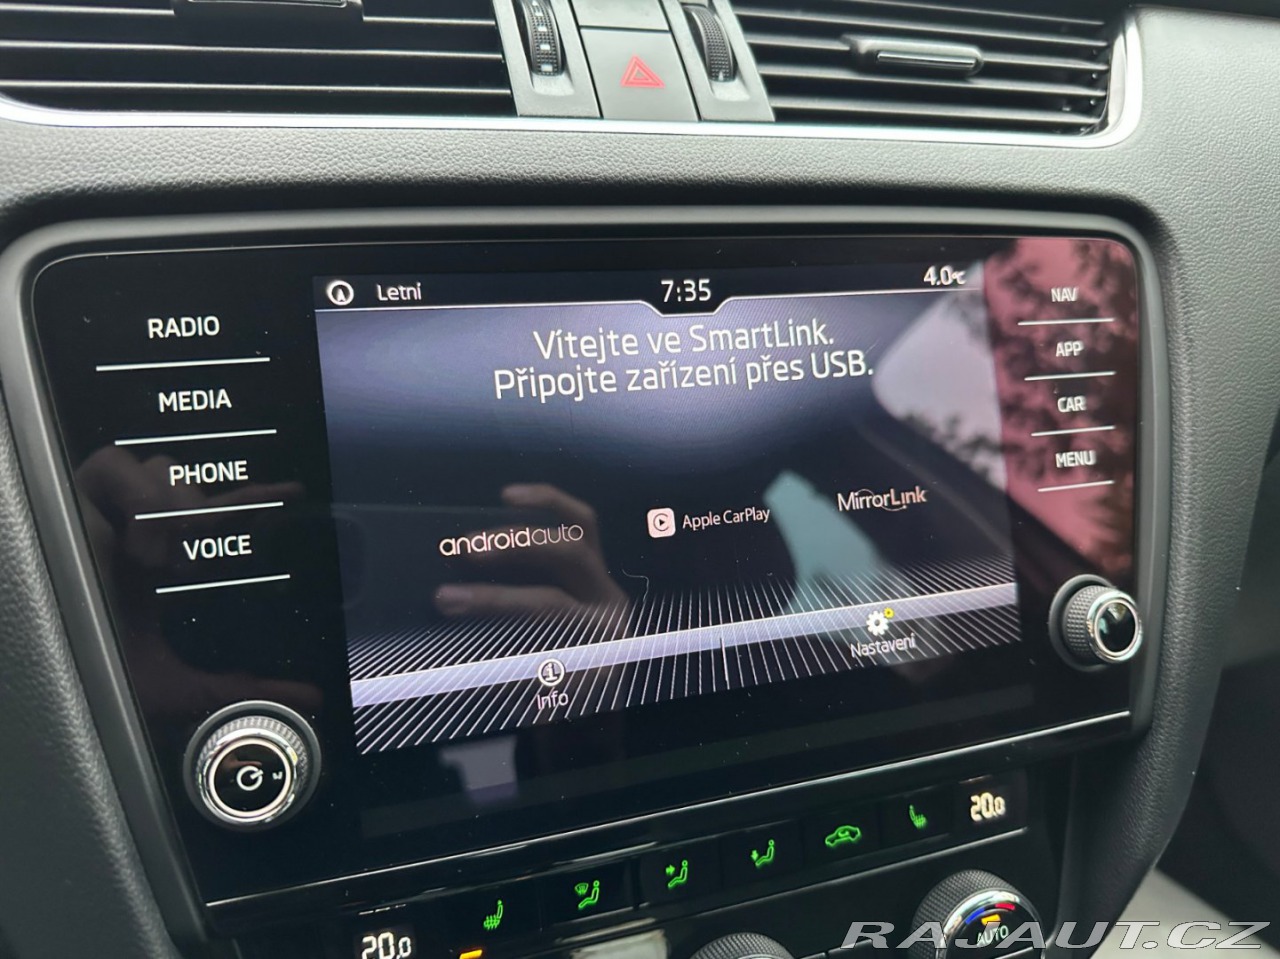 Letní
7:35
4.0°C
Vítejte ve SmartLink.
Připojte zařízení přes USB.
RADIO
MEDIA
PHONE
VOICE
NAV
APP
CAR
MENU
androidauto
Apple CarPlay
MirrorLink
Info
Nastavení
20.0
20.0
AUTO
RAJAUT.CZ